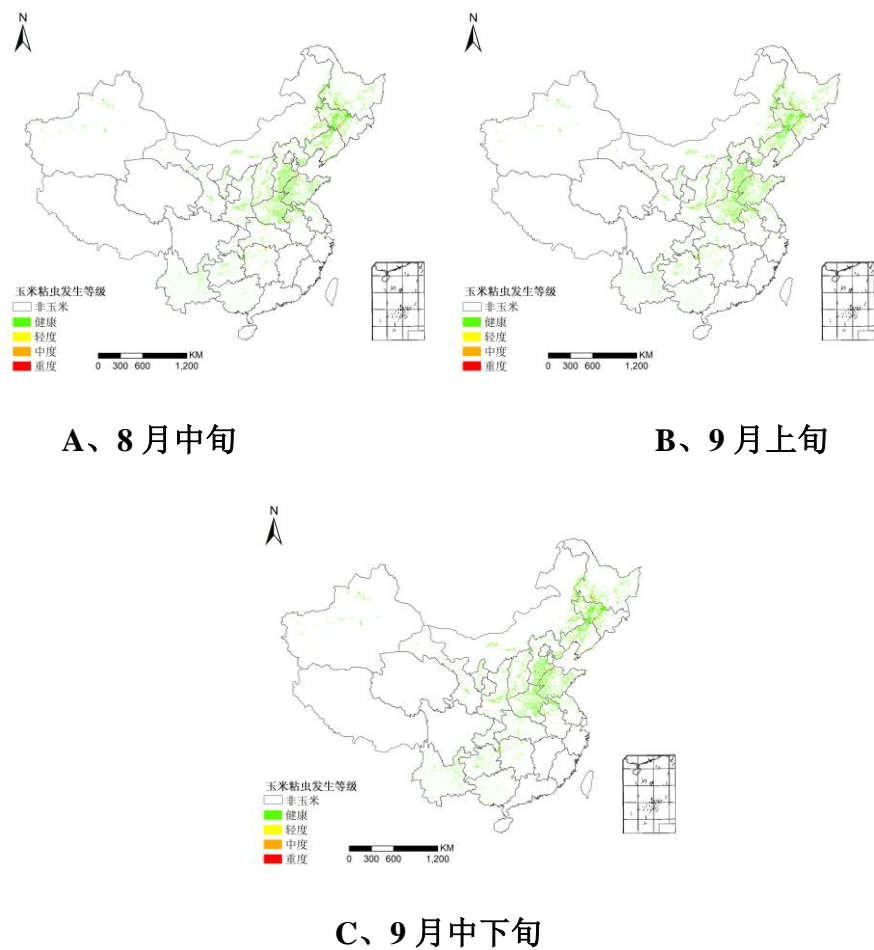 N
玉米粘虫发生等级
非玉米
健康
轻度
中度
重度
KM
0 300 600 1,200
N
玉米粘虫发生等级
非玉米
健康
轻度
中度
重度
KM
0 300 600 1,200
A、8 月中旬
B、9 月上旬
N
玉米粘虫发生等级
非玉米
健康
轻度
中度
重度
KM
0 300 600 1,200
C、9 月中下旬